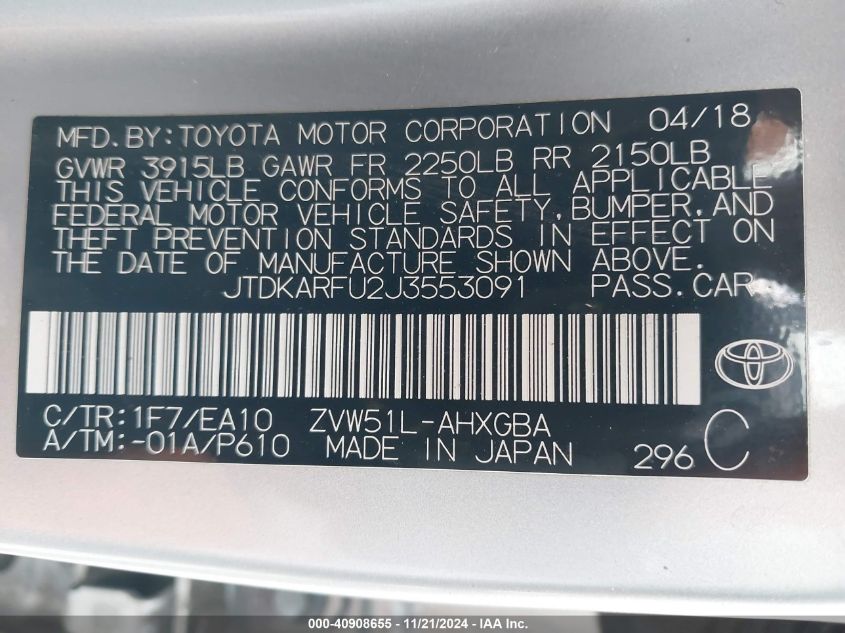 MFD. BY: TOYOTA MOTOR CORPORATION 04/18
GVWR 3915LB GAWR FR 2250LB RR 2150LB
THIS VEHICLE CONFORMS TO ALL APPLICABLE
FEDERAL MOTOR VEHICLE SAFETY, BUMPER, AND
THEFT PREVENTION STANDARDS IN EFFECT ON
THE DATE OF MANUFACTURE SHOWN ABOVE.
JTDKARFU2J3553091 PASS. CAR
C/TR: 1F7/EA10 ZVW51L-AHXGBA
A/TM: -01A/P610 MADE IN JAPAN 296 C
000-40908655 - 11/21/2024 - IAA Inc.